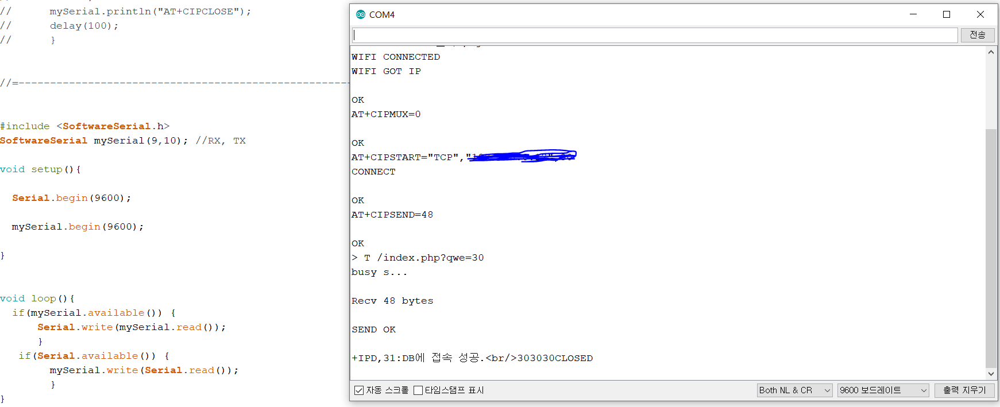 //      mySerial.println("AT+CIPCLOSE");
//      delay(100);
//      }
//=-----------------------------------------------------
#include <SoftwareSerial.h>
SoftwareSerial mySerial(9,10); //RX, TX
void setup(){
Serial.begin(9600);
mySerial.begin(9600);
}
void loop(){
if(mySerial.available()) {
Serial.write(mySerial.read());
}
if(Serial.available()) {
mySerial.write(Serial.read());
}
}
COM4
전송
WIFI CONNECTED
WIFI GOT IP
OK
AT+CIPMUX=0
OK
AT+CIPSTART="TCP","
CONNECT
OK
AT+CIPSEND=48
OK
> T /index.php?qwe=30
busy s...
Recv 48 bytes
SEND OK
+IPD,31:DB에 접속 성공.<br/>303030CLOSED
자동 스크롤 타임스탬프 표시 Both NL & CR 9600 보드레이트 출력 지우기